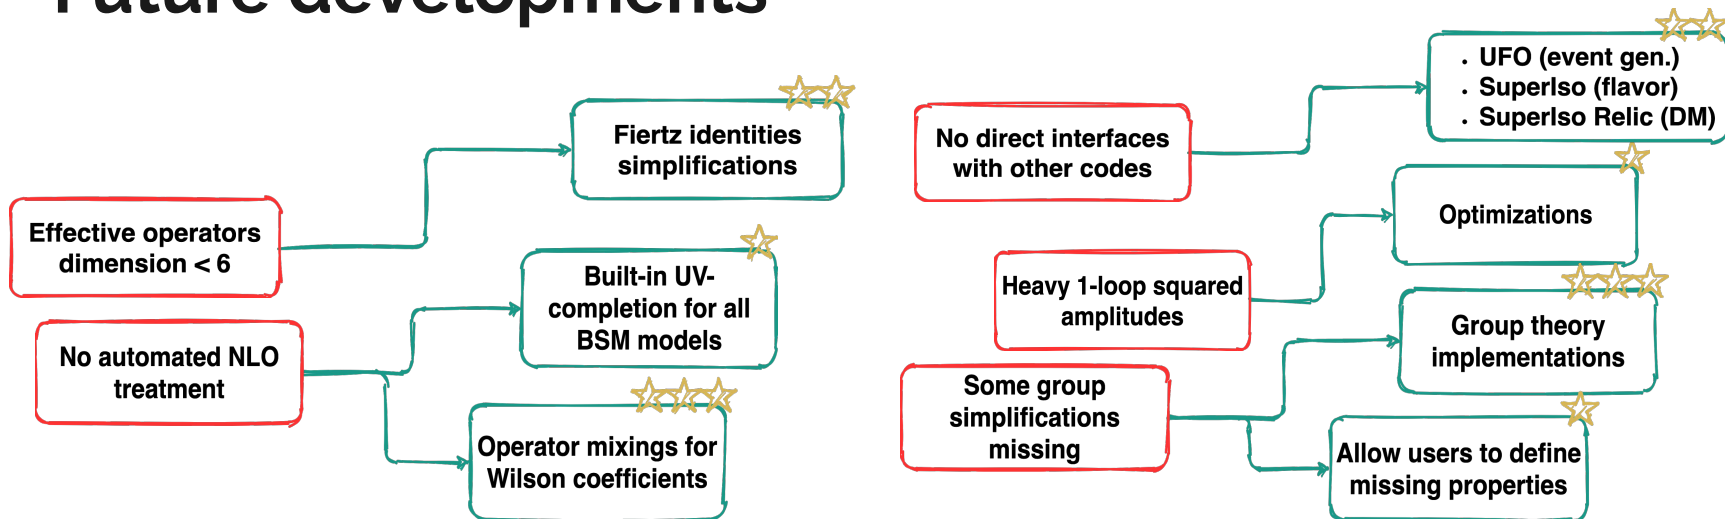 Future developments
Fiertz identities
simplifications
Effective operators
dimension < 6
Built-in UV-
completion for all
BSM models
No automated NLO
treatment
Operator mixings for
Wilson coefficients
• UFO (event gen.)
• SuperIso (flavor)
• SuperIso Relic (DM)
No direct interfaces
with other codes
Optimizations
Heavy 1-loop squared
amplitudes
Group theory
implementations
Some group
simplifications
missing
Allow users to define
missing properties